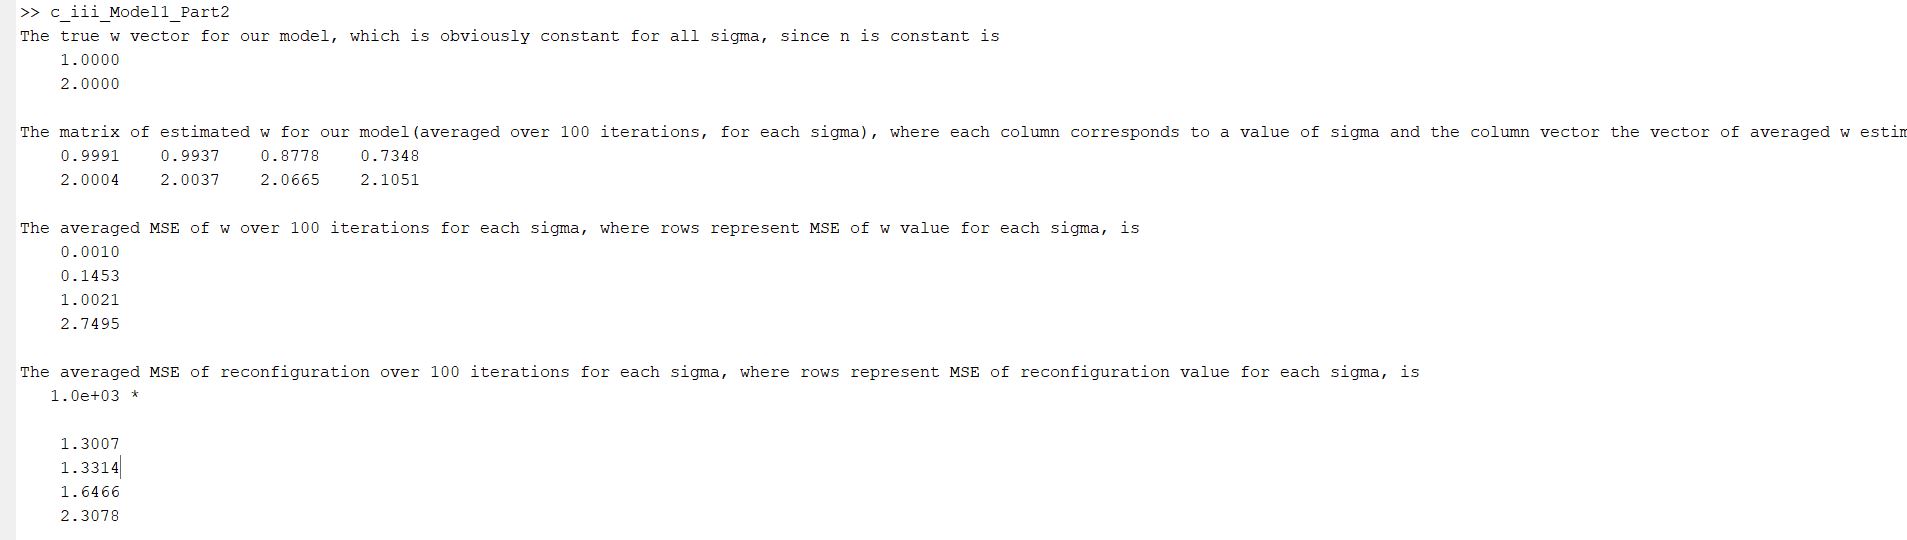 >> c_iii_Model1_Part2
The true w vector for our model, which is obviously constant for all sigma, since n is constant is
1.0000
2.0000
The matrix of estimated w for our model(averaged over 100 iterations, for each sigma), where each column corresponds to a value of sigma and the column vector the vector of averaged w
0.9991 0.9937 0.8778 0.7348
2.0004 2.0037 2.0665 2.1051
The averaged MSE of w over 100 iterations for each sigma, where rows represent MSE of w value for each sigma, is
0.0010
0.1453
1.0021
2.7495
The averaged MSE of reconfiguration over 100 iterations for each sigma, where rows represent MSE of reconfiguration value for each sigma, is
1.0e+03 *
1.3007
1.3314
1.6466
2.3078